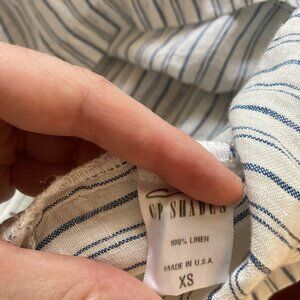 CP SHADES
100% LINEN
MADE IN U.S.A.
XS